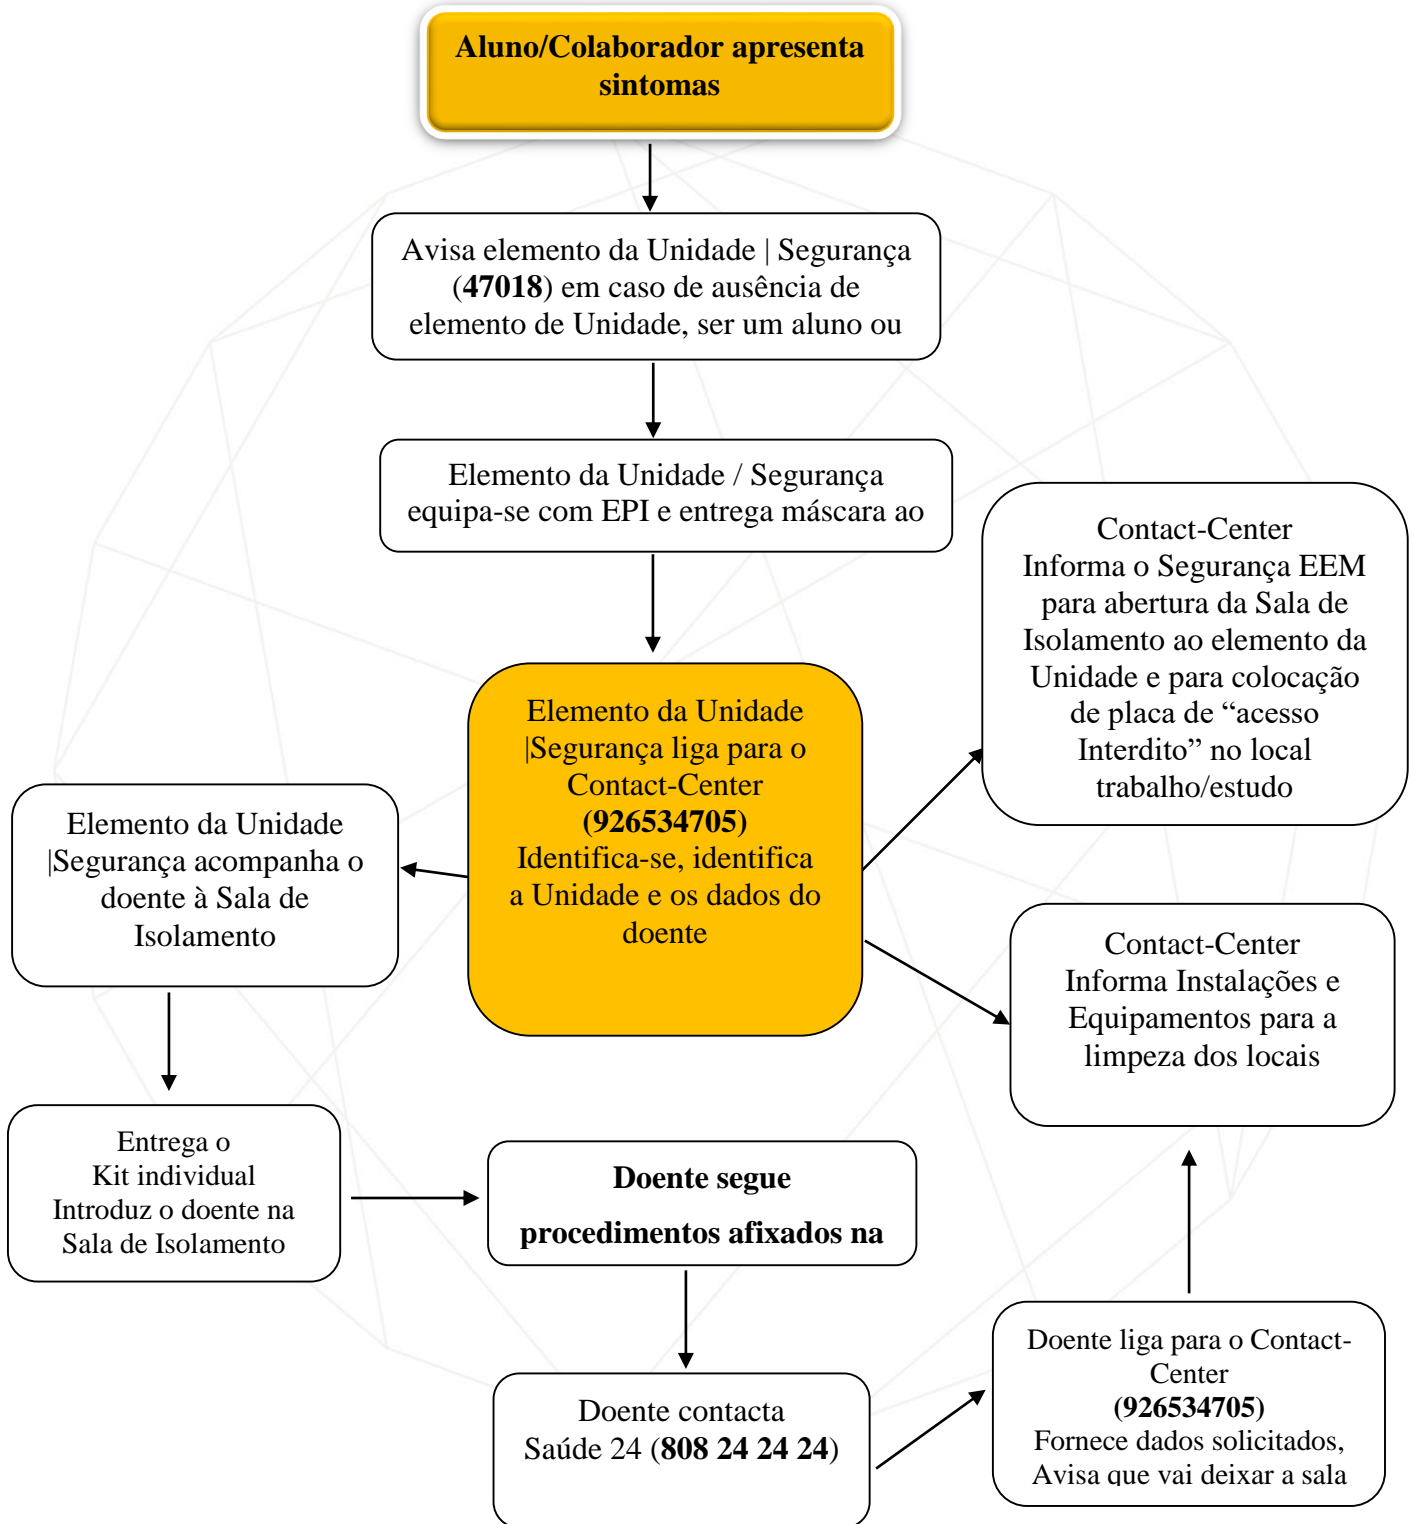 Aluno/Colaborador apresenta
sintomas
Avisa elemento da Unidade | Segurança
(47018) em caso de ausência de
elemento de Unidade, ser um aluno ou
Elemento da Unidade / Segurança
equipa-se com EPI e entrega máscara ao
Elemento da Unidade
|Segurança liga para o
Contact-Center
(926534705)
Identifica-se, identifica
a Unidade e os dados do
doente
Contact-Center
Informa o Segurança EEM
para abertura da Sala de
Isolamento ao elemento da
Unidade e para colocação
de placa de “acesso
Interdito” no local
trabalho/estudo
Elemento da Unidade
|Segurança acompanha o
doente à Sala de
Isolamento
Contact-Center
Informa Instalações e
Equipamentos para a
limpeza dos locais
Entrega o
Kit individual
Introduz o doente na
Sala de Isolamento
Doente segue
procedimentos afixados na
Doente contacta
Saúde 24 (808 24 24 24)
Doente liga para o Contact-
Center
(926534705)
Fornece dados solicitados,
Avisa que vai deixar a sala